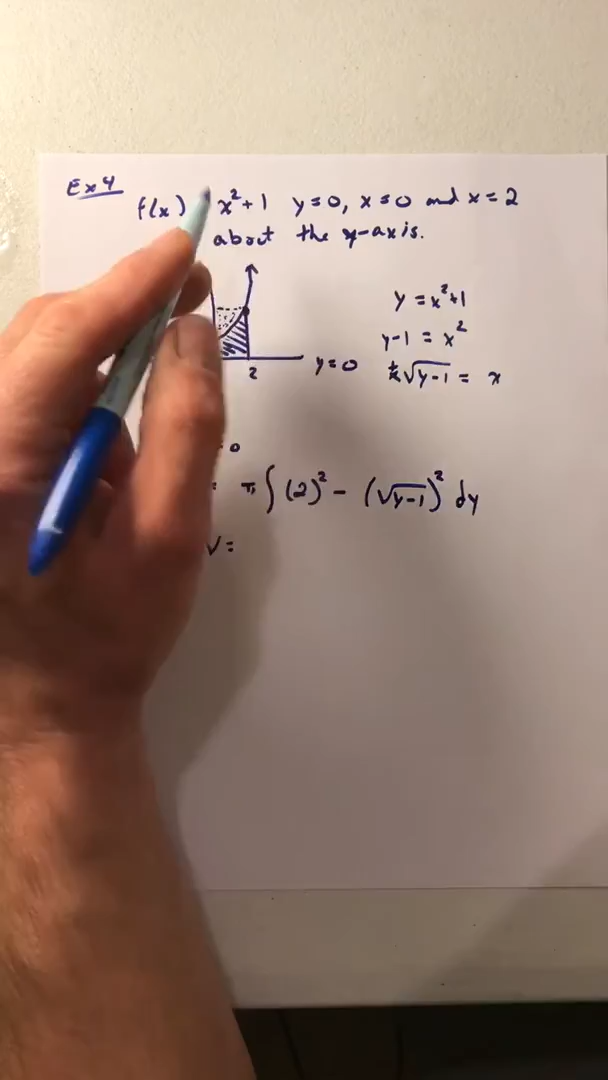 Ex 4
f(x) x² + 1 y = 0, x = 0 and x = 2
about the y-axis.
y = x² + 1
y - 1 = x²
±√(y-1) = x
2
y = 0
= 0
= π ∫ (2)² - (√(y-1))² dy
V =